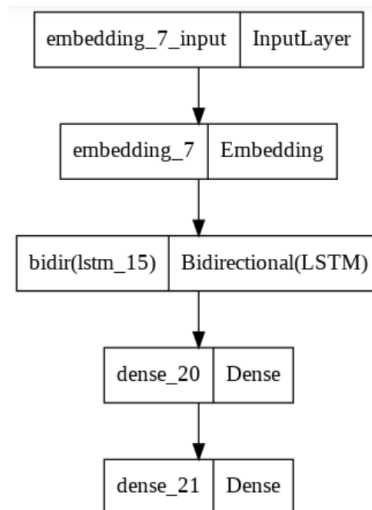 embedding_7_input InputLayer
embedding_7 Embedding
bidir(lstm_15) Bidirectional(LSTM)
dense_20 Dense
dense_21 Dense